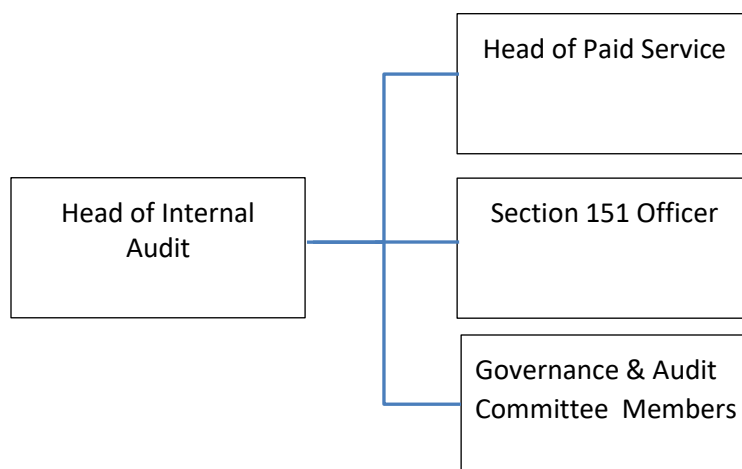 Head of Paid Service
Head of Internal
Audit
Section 151 Officer
Governance & Audit
Committee  Members